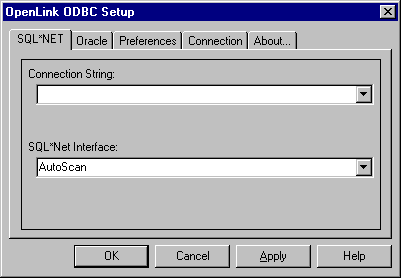 OpenLink ODBC Setup
SQL*NET Oracle Preferences Connection About...
Connection String:
SQL*Net Interface:
AutoScan
OK Cancel Apply Help